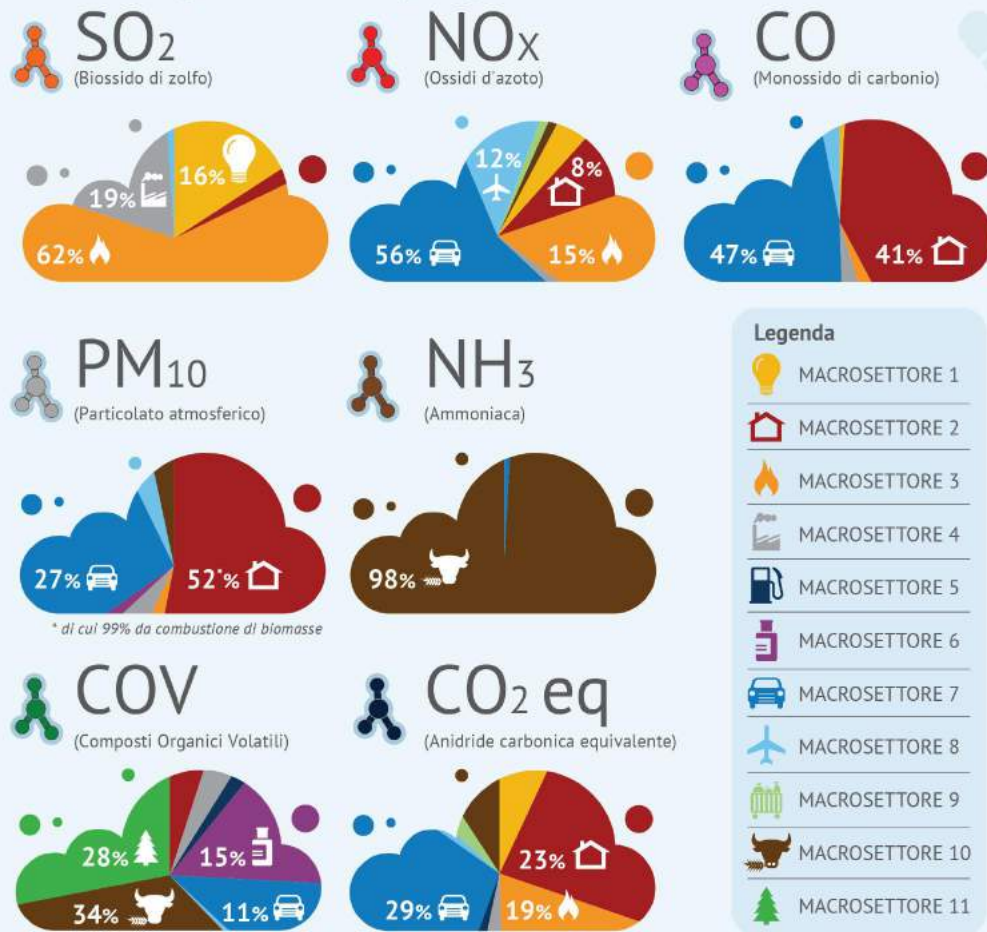 SO2
(Biossido di zolfo)
16%
19%
62%
NOx
(Ossidi d'azoto)
12%
8%
56%
15%
CO
(Monossido di carbonio)
47%
41%
PM10
(Particolato atmosferico)
27%
52*%
* di cui 99% da combustione di biomasse
NH3
(Ammoniaca)
98%
COV
(Composti Organici Volatili)
28%
15%
34%
11%
CO2 eq
(Anidride carbonica equivalente)
23%
29%
19%
Legenda
MACROSETTORE 1
MACROSETTORE 2
MACROSETTORE 3
MACROSETTORE 4
MACROSETTORE 5
MACROSETTORE 6
MACROSETTORE 7
MACROSETTORE 8
MACROSETTORE 9
MACROSETTORE 10
MACROSETTORE 11